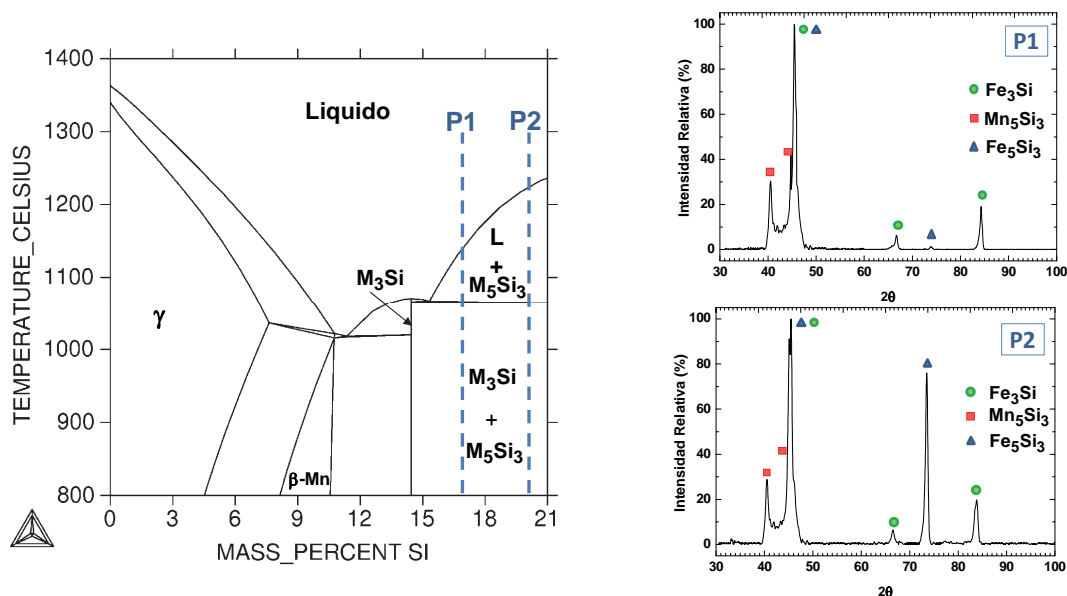 TEMPERATURE_CELSIUS
1400
1300
1200
1100
1000
900
800
0
3
6
9
12
15
18
21
MASS_PERCENT SI
Liquido
P1
P2
γ
M₃Si
L
+
M₅Si₃
M₃Si
+
M₅Si₃
β-Mn
P1
Fe₃Si
Mn₅Si₃
Fe₅Si₃
Intensidad Relativa (%)
100
80
60
40
20
0
30
40
50
60
70
80
90
100
2θ
P2
Fe₃Si
Mn₅Si₃
Fe₅Si₃
Intensidad Relativa (%)
100
80
60
40
20
0
30
40
50
60
70
80
90
100
2θ